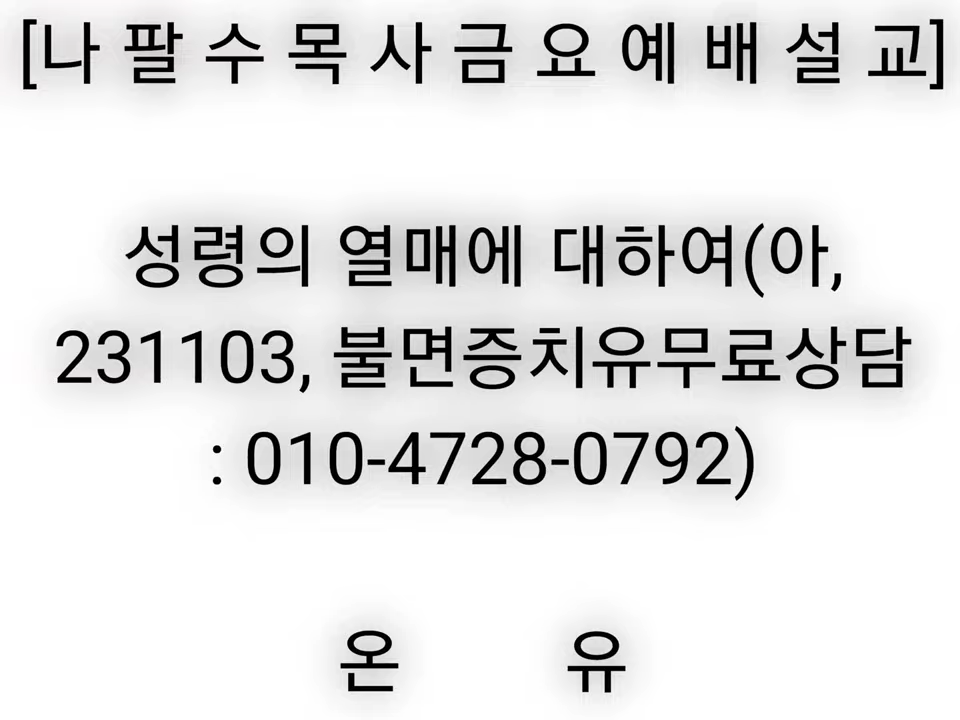 [나 팔 수 목 사 금 요 예 배 설 교]
성령의 열매에 대하여(아,
231103, 불면증치유무료상담
: 010-4728-0792)
온 유